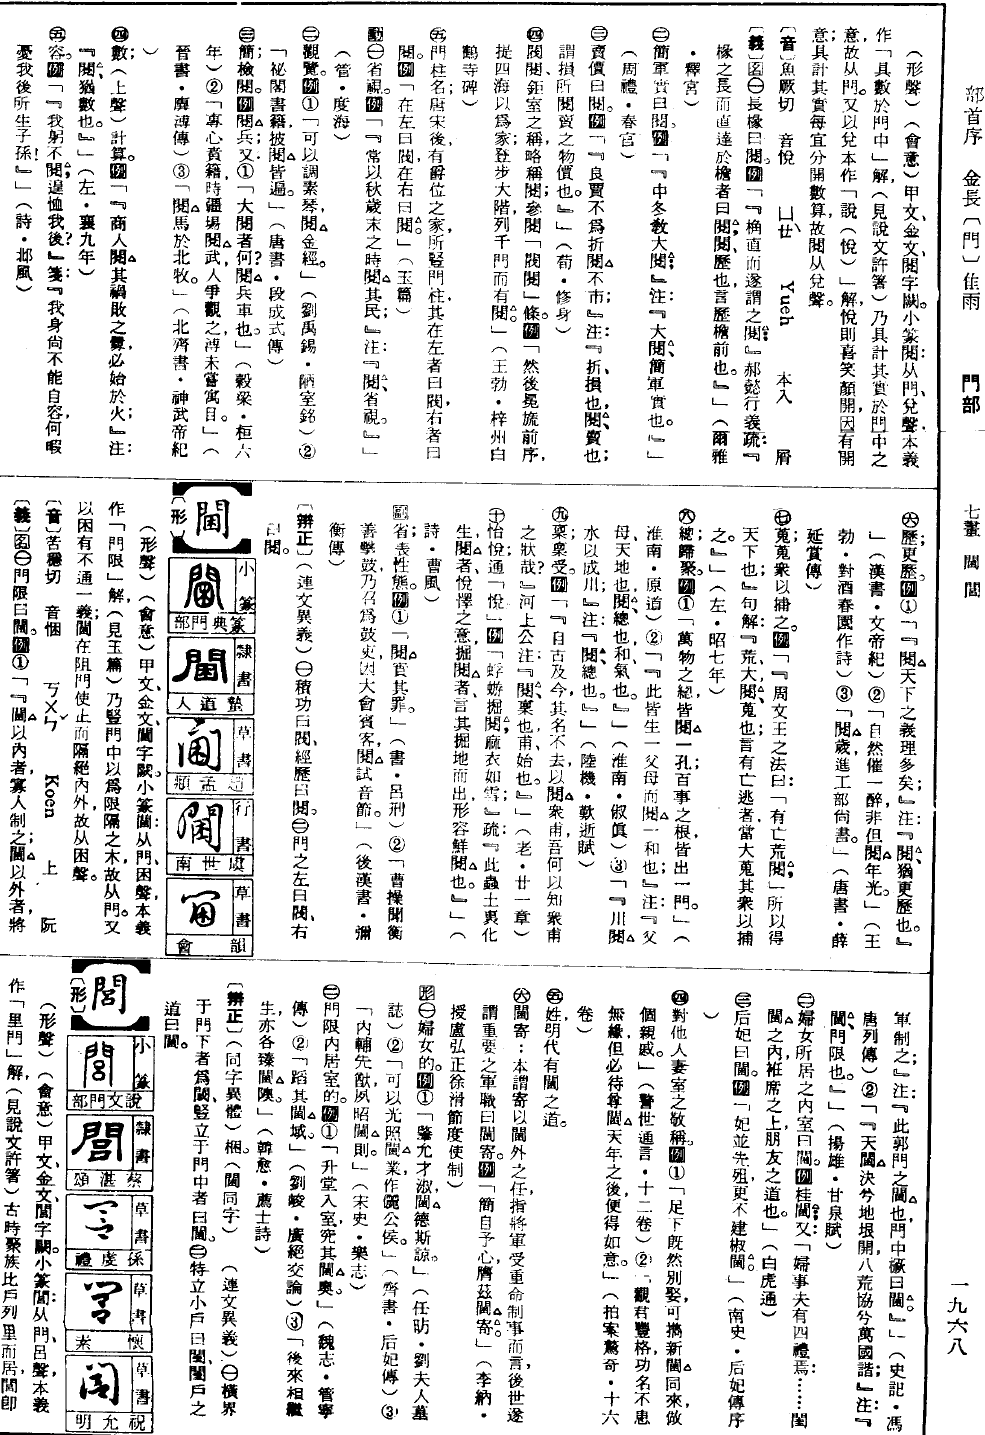 部首序　金長〔門〕隹雨　門部　七畫　閱閫閭　一九六八
（形聲）（會意）甲文、金文閱字闕。小篆閱：从門、兌聲，本義
作「具數於門中」解，（見說文許箸）乃具計其實於門中之
意，故从門。又以兌本作「說（悅）」解，悅則喜笑顏開，因有開
意；具計其實每宜分開數算，故閱从兌聲。
〔音〕魚厥切　音悅　ㄩㄝˋ　Yueh　本入　屑
〔義〕名㊀長椽曰閱。例「『桷直而遂謂之閱。』郝懿行義疏：『
椽之長而直達於檐者曰閱；閱，歷也，言歷檐前也。』」（爾雅
・釋宮）
㊁簡軍實曰閱。例「『中冬教大閱。』注：『大閱，簡軍實也。』」
（周禮・春官）
㊂賣價曰閱。例「『良賈不爲折閱不市。』注：『折，損也，閱，賣也；
謂損所閱賣之物價也。』」（荀・修身）
㊃閥閱，鉅室之稱，略稱閱，參閱「閥閱」一條。例「然後冕旒前序，
提四海以爲家，登步大階，列千門而有閱。」（王勃・梓州白
鶴寺碑）
㊄門柱名；唐宋後有爵位之家所豎門柱，其在左者曰閥，右者曰
閱。例「在左曰閥，在右曰閱。」（玉篇）
動㊀省視。例「『常以秋歲末之時閱其民。』注：『閱，省視。』」
（管・度海）
㊁觀覽。例①「可以調素琴，閱金經。」（劉禹錫・陋室銘）②
「祕閣書籍，披閱皆遍。」（唐書・段成式傳）
㊂簡；檢閱。例閱兵；又①「大閱者何？閱兵車也。」（穀梁・桓六
年）②「專心賓籍，時疆場閱武，人爭觀之，溥未嘗寓目。」（
晉書・虞溥傳）③「閱馬於北牧。」（北齊書・神武帝紀
）
㊃數；（上聲）計算。例「『商人閱其禍敗之釁，必始於火；』注：
『閱猶數也。』」（左・襄九年）
㊄容。例「『我躬不閱，遑恤我後？』箋：『我身尚不能自容，何暇
憂我後所生子孫！』」（詩・邶風）
㊅歷；更歷。例①「『閱天下之義理多矣；』注：『閱猶更歷也。』
」（漢書・文帝紀）②「自然催一醉，非但閱年光。」（王
勃・對酒春園作詩）③「閱歲進工部尙書。」（唐書・薛
延賞傳）
㊆蒐；蒐衆以捕之。例「『周文王之法曰：「有亡荒閱」，所以得
天下也；』句解：『荒，大；閱，蒐也；言有亡逃者當大蒐其衆以捕
之。』」（左・昭七年）
㊇總；歸聚。例①「萬物之總，皆閱一孔；百事之根，皆出一門。」（
淮南・原道）②「『此皆生一父母而閱一和也；』注：『父
母，天地也；閱，總也；和，氣也。』」（淮南・俶眞）③「『川閱
水以成川；』注：『閱，總也。』」（陸機・歎逝賦）
㊈稟；稟受。例「『自古及今，其名不去，以閱衆甫；吾何以知衆甫
之狀哉？』河上公注：『閱，稟也；甫，始也。』」（老・廿一章）
㊉怡悅；通「悅」例「『蜉蝣掘閱，麻衣如雪；』疏：『此蟲土裏化
生，閱者悅懌之意，掘閱者，言其掘地而出，形容鮮閱也。』」（
詩・曹風）
副省；表性態。例①「閱實其罪。」（書・呂刑）②「曹操聞衡
善擊鼓，乃召爲鼓史，因大會賓客，閱試音節。」（後漢書・彌
衡傳）
〔辨正〕（連文異義）㊀積功曰閥，經歷曰閱。㊁門之左曰閥，右
曰閱。
閫
〔形〕
小篆　篆典門部
隸書　艷道人
草書　趙孟頫
行書　虞世南
草書　韻會
（形聲）（會意）甲文、金文閫字闕。小篆閫：从門、困聲，本義
作「門限」解，（見玉篇）乃豎門中以爲限隔之木，故从門。又
以困有不通一義，閫在阻門使止而隔絕內外，故从困聲。
〔音〕苦穩切　音悃　ㄎㄨㄣˇ　Koen　上　阮
〔義〕名㊀門限曰閫。例①「『閫以內者，寡人制之；閫以外者，將
軍制之；』注：『此郭門之閫也，門中橛曰閫。』」（史記・馮
唐列傳）②「『天閫決兮地垠開，八荒協兮萬國諧；』注：『
閫，門限也。』」（揚雄・甘泉賦）
㊁婦女所居之內室曰閫。例桂閫；又「婦事夫有四禮焉：……閨
閫之內，袵席之上，朋友之道也。」（白虎通）
㊂后妃曰閫。例「妃並先殂，更不建椒閫。」（南史・后妃傳序
）
㊃對他人妻室之敬稱。例①「足下旣然別娶，可擕新閫同來，做
個親戚。」（警世通言・十二卷）②「觀君豐格，功名不患
無緣，但必待尊閫天年之後，便得如意。」（拍案驚奇・十六
卷）
㊄姓，明代有閫之道。
㊅閫寄：本謂寄以閫外之任，指將軍受重命制事而言，後世遂
謂重要之軍職曰閫寄。例「簡自予心，膺茲閫寄。」（李納・
授盧弘正徐滑節度使制）
形㊀婦女的。例①「肇允才淑，閫德斯諒。」（任昉・劉夫人墓
誌）②「可以光照閫業，作儷公侯。」（齊書・后妃傳）③
「內輔先猷，夙昭閫則。」（宋史・樂志）
㊁門限內居室的。例①「升堂入室，究其閫奧。」（魏志・管寧
傳）②「蹈其閫域。」（劉峻・廣絕交論）③「後來相繼
生，亦各臻閫隩。」（韓愈・薦士詩）
〔辨正〕（同字異體）梱。（閫同字）（連文異義）㊀橫界
于門下者爲閾，豎立于門中者曰閫。㊁特立小戶曰閨，閨戶之
道曰閫。
閭
〔形〕
小篆　說文門部
隸書　蔡湛頌
草書　孫虔禮
草書　懷素
草書　祝允明
（形聲）（會意）甲文、金文閭字闕。小篆閭：从門、呂聲，本義
作「里門」解，（見說文許箸）古時聚族比戶列里而居，閭卽